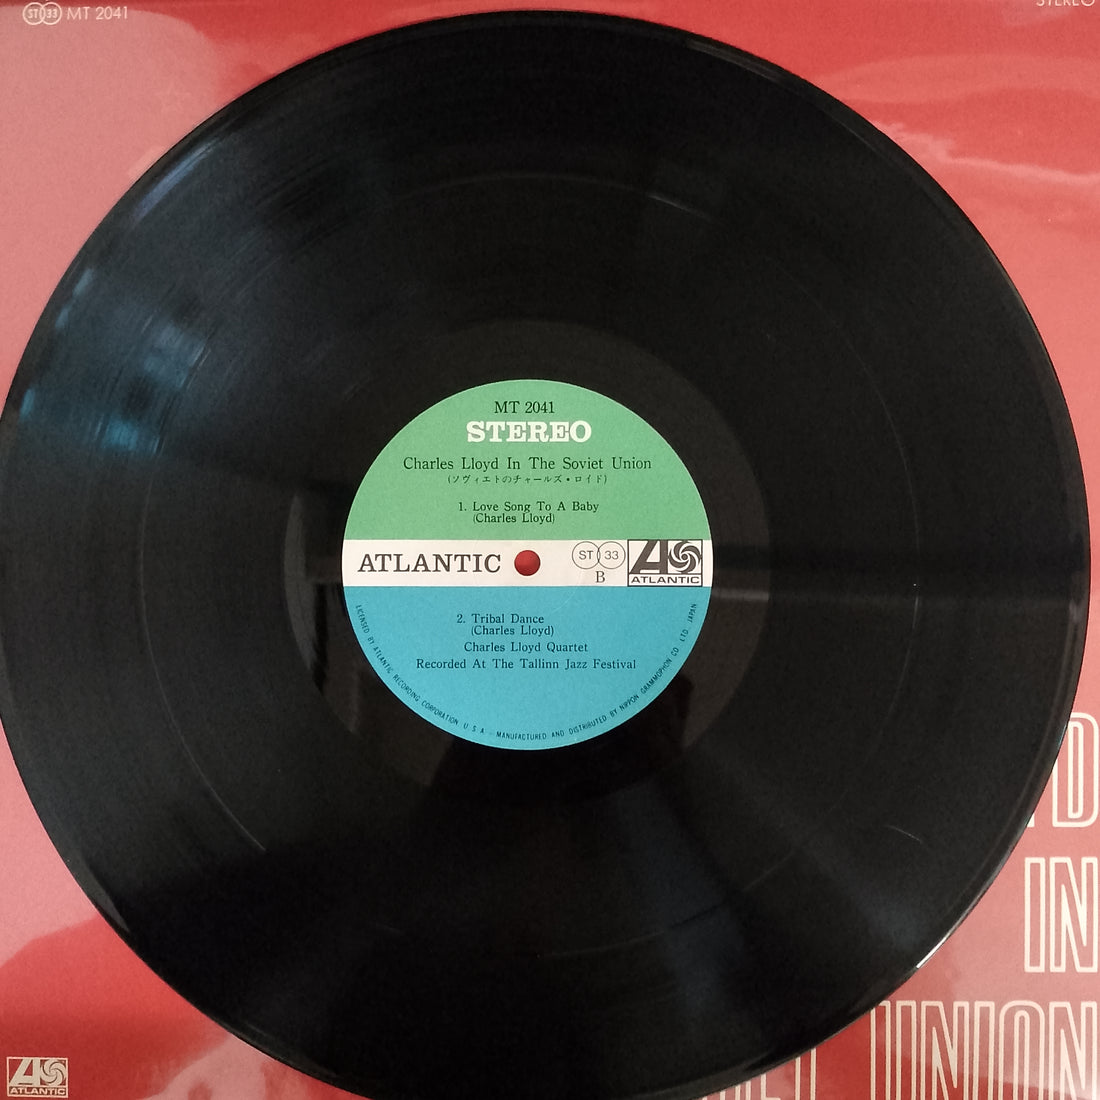 ST 33 MT 2041
STEREO
MT 2041
STEREO
Charles Lloyd In The Soviet Union
(ソヴィエトのチャールズ・ロイド)
1. Love Song To A Baby
(Charles Lloyd)
ATLANTIC
ST 33
B
ATLANTIC
2. Tribal Dance
(Charles Lloyd)
Charles Lloyd Quartet
Recorded At The Tallinn Jazz Festival
LICENSED BY ATLANTIC RECORDING CORPORATION U S A · MANUFACTURED AND DISTRIBUTED BY NIPPON GRAMMOPHON CO. LTD. JAPAN
D
IN
UNION
ATLANTIC